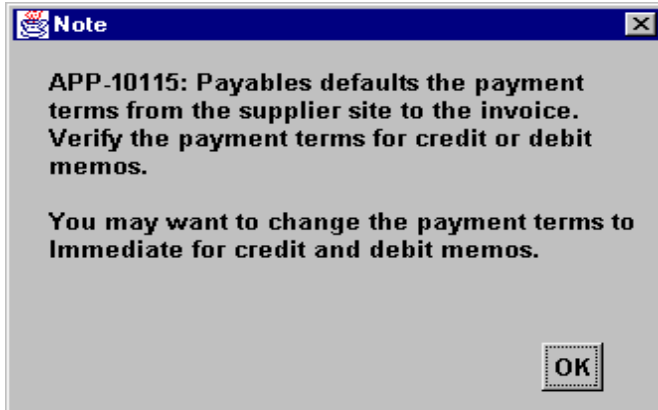 Note
APP-10115: Payables defaults the payment
terms from the supplier site to the invoice.
Verify the payment terms for credit or debit
memos.
You may want to change the payment terms to
Immediate for credit and debit memos.
OK